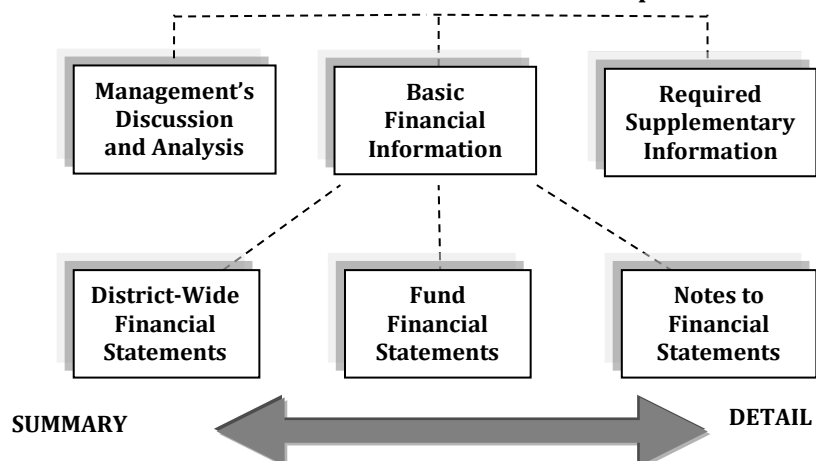 Management’s
Discussion
and Analysis
Basic
Financial
Information
Required
Supplementary
Information
District-Wide
Financial
Statements
Fund
Financial
Statements
Notes to
Financial
Statements
SUMMARY
DETAIL